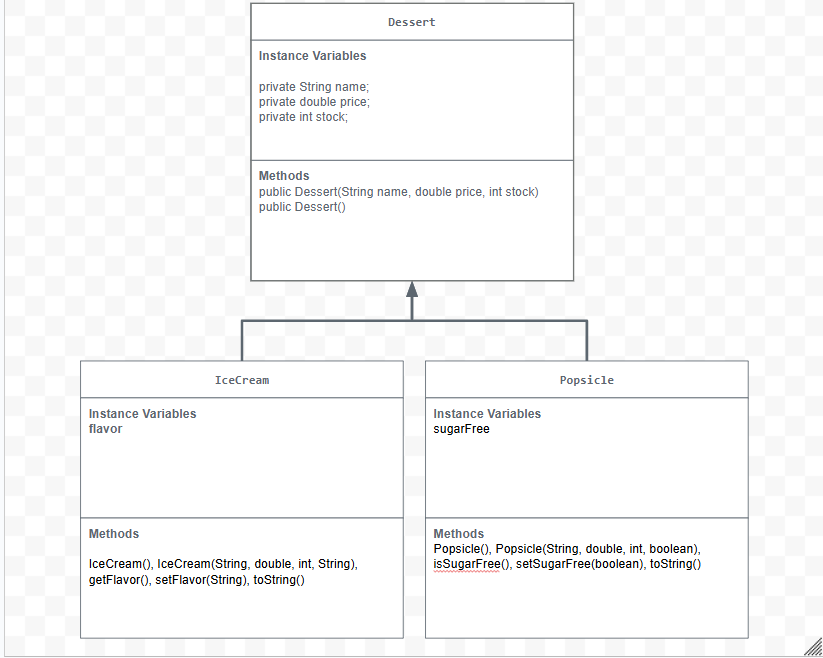 Dessert
Instance Variables
private String name;
private double price;
private int stock;
Methods
public Dessert(String name, double price, int stock)
public Dessert()
IceCream
Instance Variables
flavor
Methods
IceCream(), IceCream(String, double, int, String),
getFlavor(), setFlavor(String), toString()
Popsicle
Instance Variables
sugarFree
Methods
Popsicle(), Popsicle(String, double, int, boolean),
isSugarFree(), setSugarFree(boolean), toString()